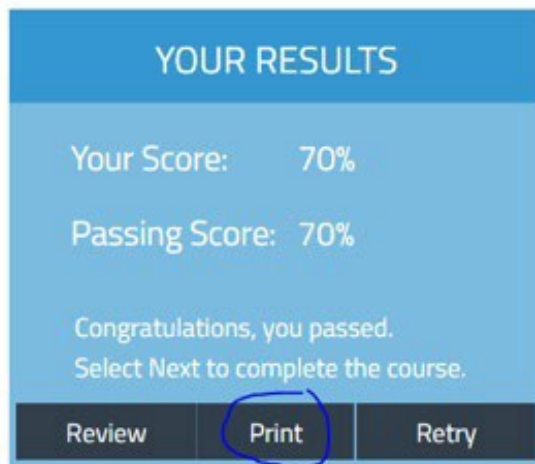 YOUR RESULTS
Your Score: 70%
Passing Score: 70%
Congratulations, you passed.
Select Next to complete the course.
Review Print Retry